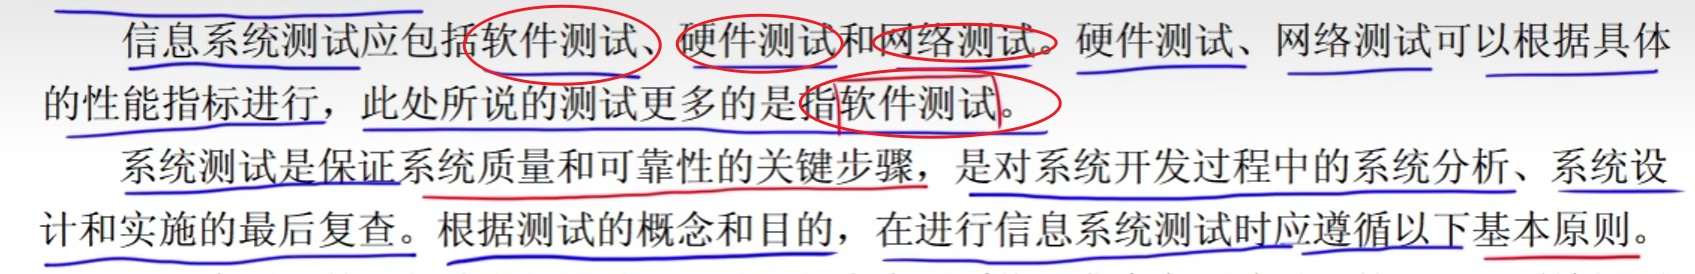 信息系统测试应包括软件测试、硬件测试和网络测试。硬件测试、网络测试可以根据具体
的性能指标进行，此处所说的测试更多的是指软件测试。
系统测试是保证系统质量和可靠性的关键步骤，是对系统开发过程中的系统分析、系统设
计和实施的最后复查。根据测试的概念和目的，在进行信息系统测试时应遵循以下基本原则。